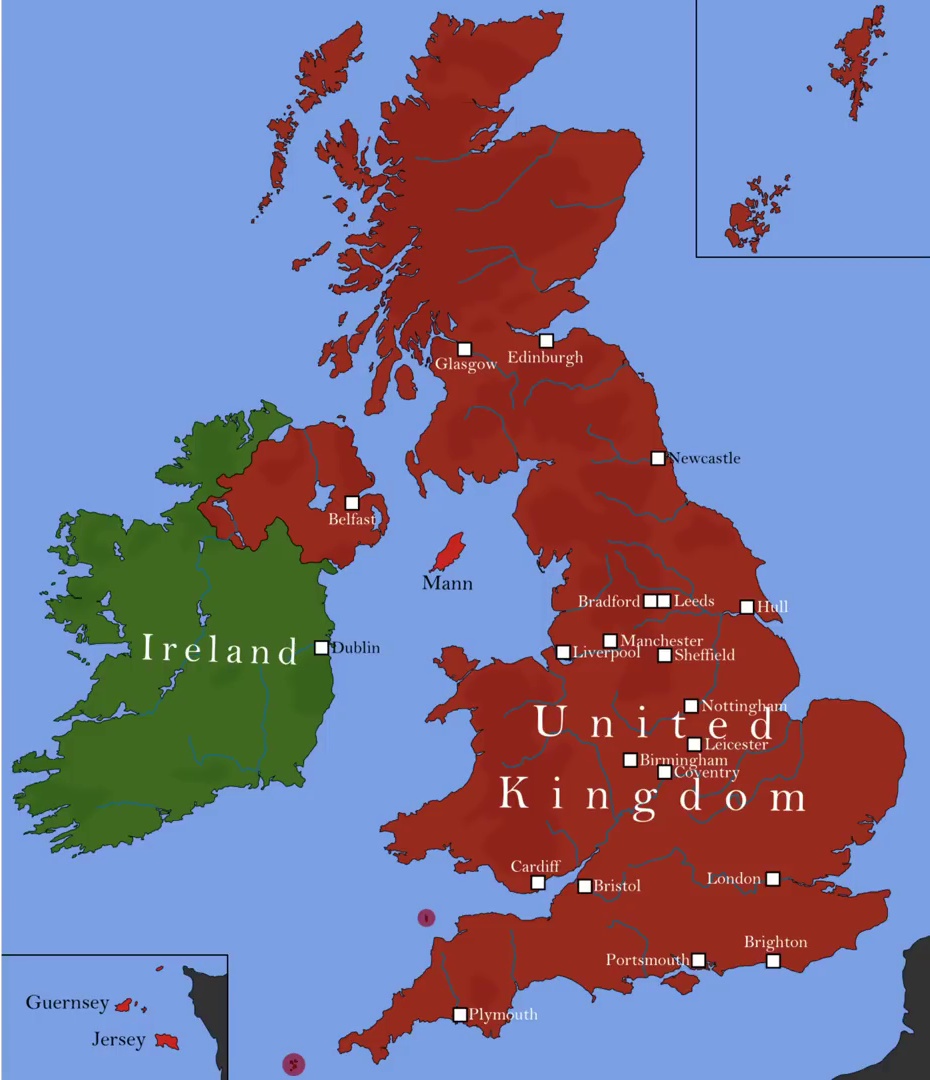 Glasgow
Edinburgh
Newcastle
Belfast
Mann
Bradford
Leeds
Hull
Ireland
Dublin
Manchester
Liverpool
Sheffield
Nottingham
United
Leicester
Birmingham
Coventry
Kingdom
Cardiff
Bristol
London
Brighton
Portsmouth
Guernsey
Plymouth
Jersey